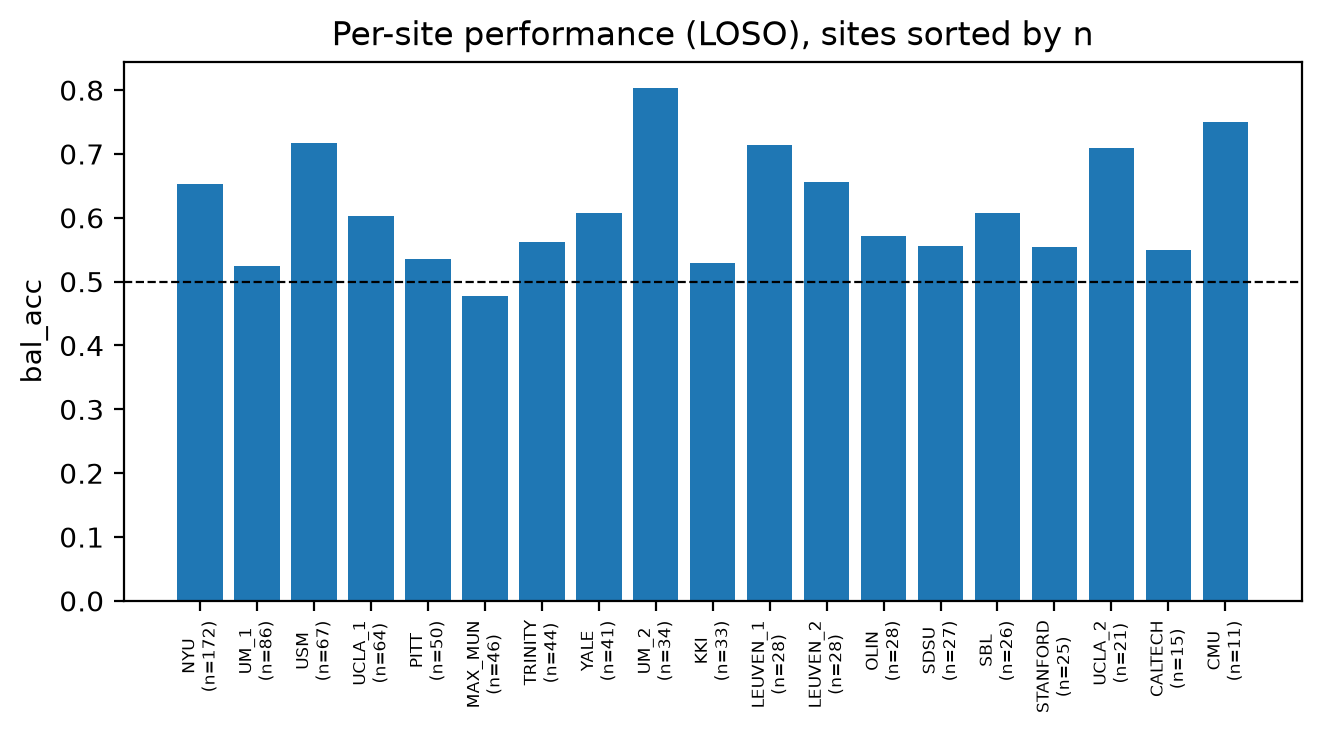 Per-site performance (LOSO), sites sorted by n
bal_acc
0.8
0.7
0.6
0.5
0.4
0.3
0.2
0.1
0.0
NYU
(n=172)
UM_1
(n=86)
USM
(n=67)
UCLA_1
(n=64)
PITT
(n=50)
MAX_MUN
(n=46)
TRINITY
(n=44)
YALE
(n=41)
UM_2
(n=34)
KKI
(n=33)
LEUVEN_1
(n=28)
LEUVEN_2
(n=28)
OLIN
(n=28)
SDSU
(n=27)
SBL
(n=26)
STANFORD
(n=25)
UCLA_2
(n=21)
CALTECH
(n=15)
CMU
(n=11)